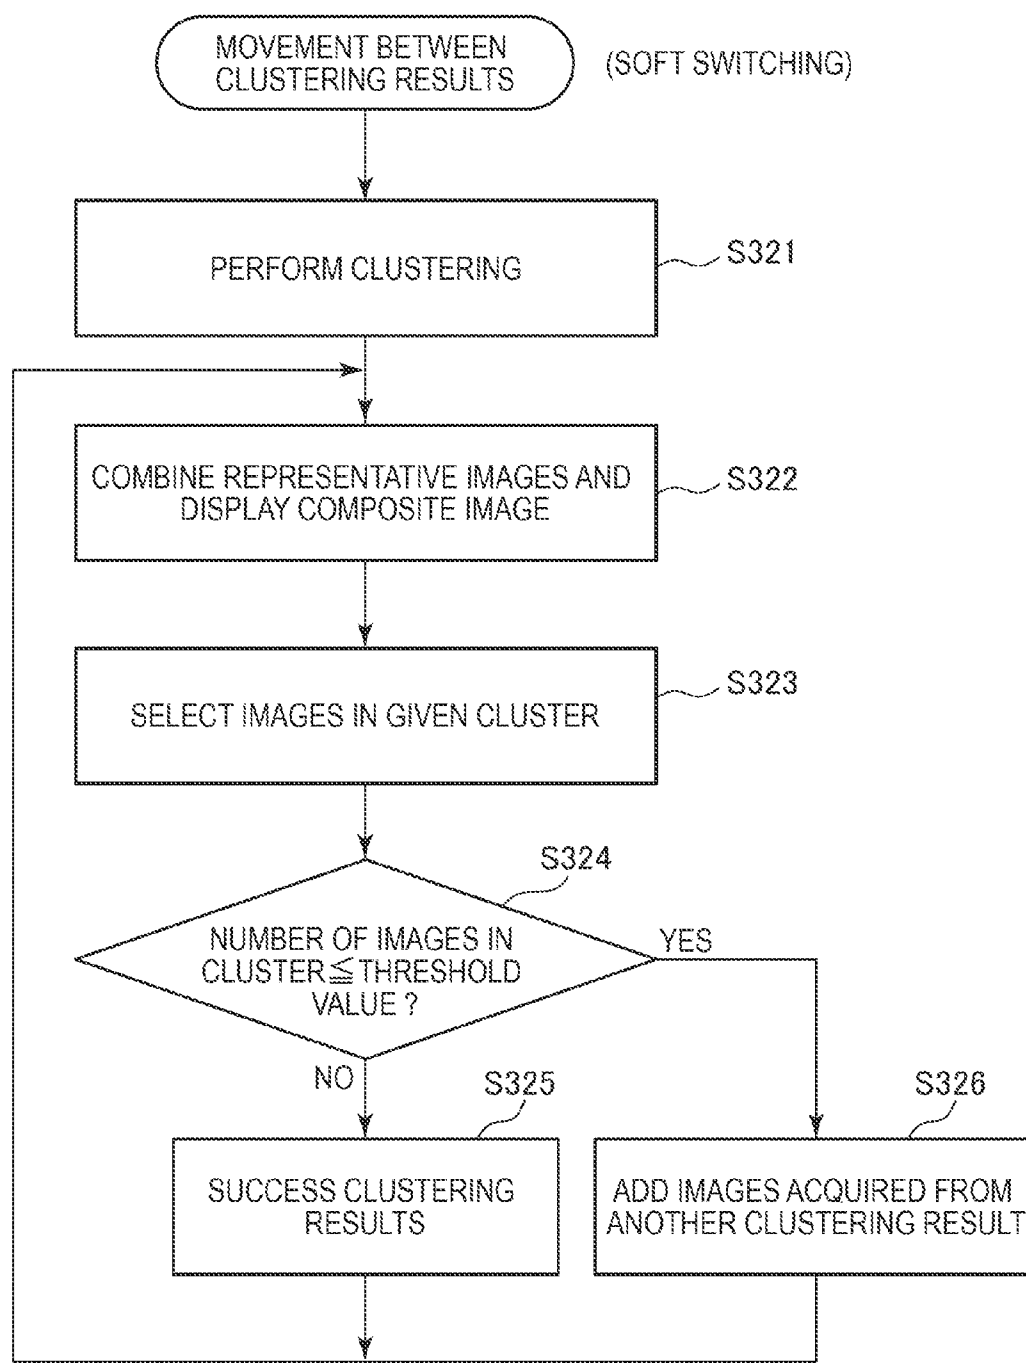 MOVEMENT BETWEEN
CLUSTERING RESULTS
(SOFT SWITCHING)
PERFORM CLUSTERING
S321
COMBINE REPRESENTATIVE IMAGES AND
DISPLAY COMPOSITE IMAGE
S322
SELECT IMAGES IN GIVEN CLUSTER
S323
S324
NUMBER OF IMAGES IN
CLUSTER≦THRESHOLD
VALUE ?
YES
NO
S325
SUCCESS CLUSTERING
RESULTS
S326
ADD IMAGES ACQUIRED FROM
ANOTHER CLUSTERING RESULT